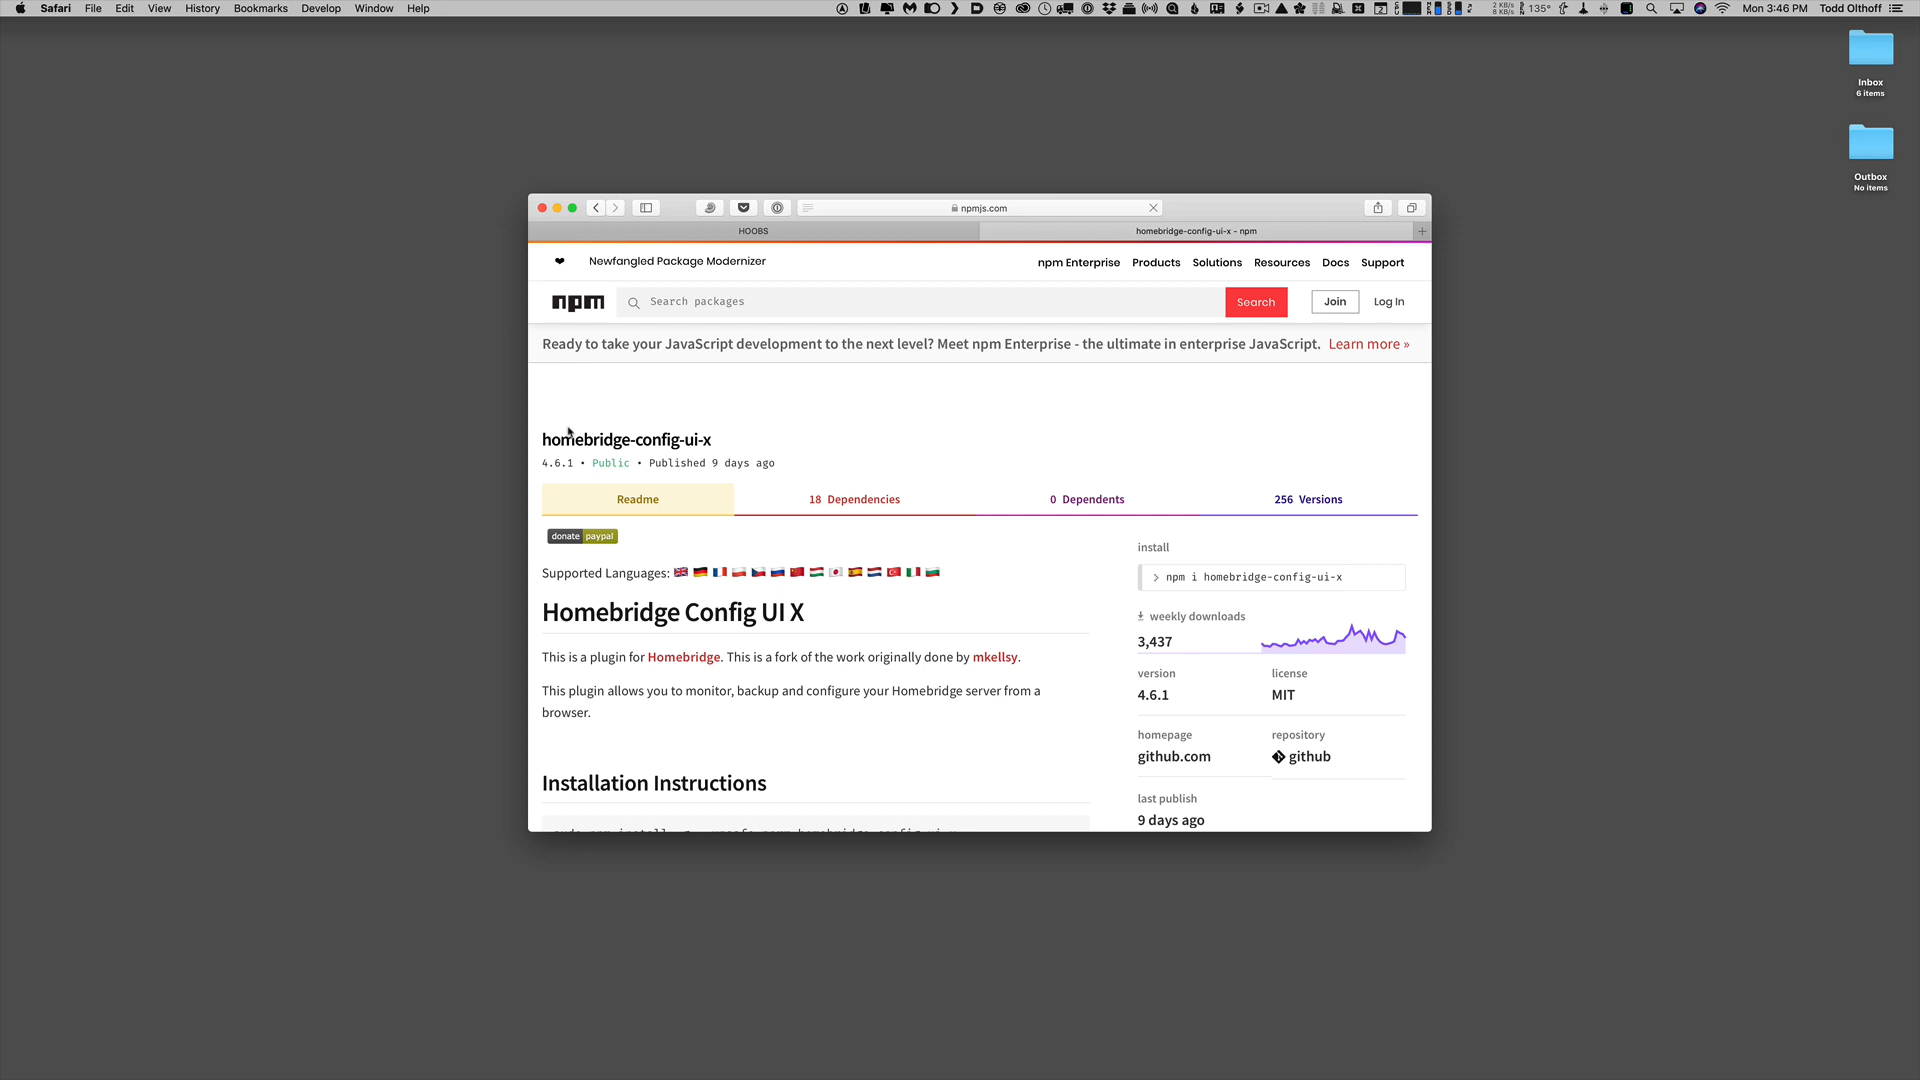 Safari File Edit View History Bookmarks Develop Window Help
2 KB/s
8 KB/s
135° Mon 3:46 PM Todd Olthoff
Inbox
6 items
Outbox
No items
npmjs.com
HOOBS
homebridge-config-ui-x - npm
❤ Newfangled Package Modernizer
npm Enterprise Products Solutions Resources Docs Support
npm Search packages Search Join Log In
Ready to take your JavaScript development to the next level? Meet npm Enterprise - the ultimate in enterprise JavaScript. Learn more »
homebridge-config-ui-x
4.6.1 • Public • Published 9 days ago
Readme
18 Dependencies
0 Dependents
256 Versions
donate paypal
Supported Languages:
Homebridge Config UI X
This is a plugin for Homebridge. This is a fork of the work originally done by mkellsy.
This plugin allows you to monitor, backup and configure your Homebridge server from a
browser.
Installation Instructions
install
> npm i homebridge-config-ui-x
weekly downloads
3,437
version
4.6.1
license
MIT
homepage
github.com
repository
github
last publish
9 days ago